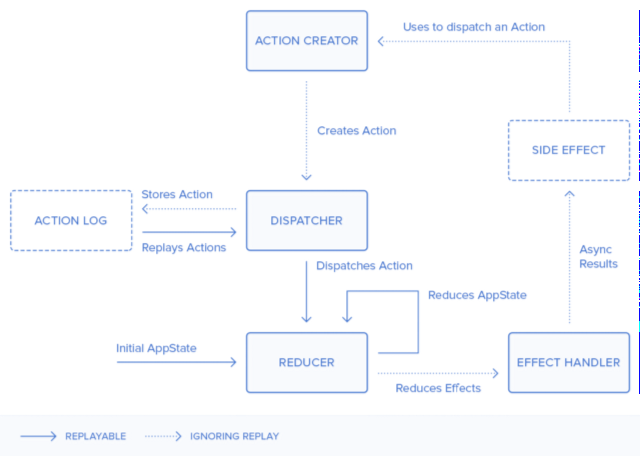 Uses to dispatch an Action
ACTION CREATOR
Creates Action
SIDE EFFECT
Stores Action
ACTION LOG
DISPATCHER
Replays Actions
Async
Results
Dispatches Action
Reduces AppState
Initial AppState
REDUCER
EFFECT HANDLER
Reduces Effects
REPLAYABLE
IGNORING REPLAY